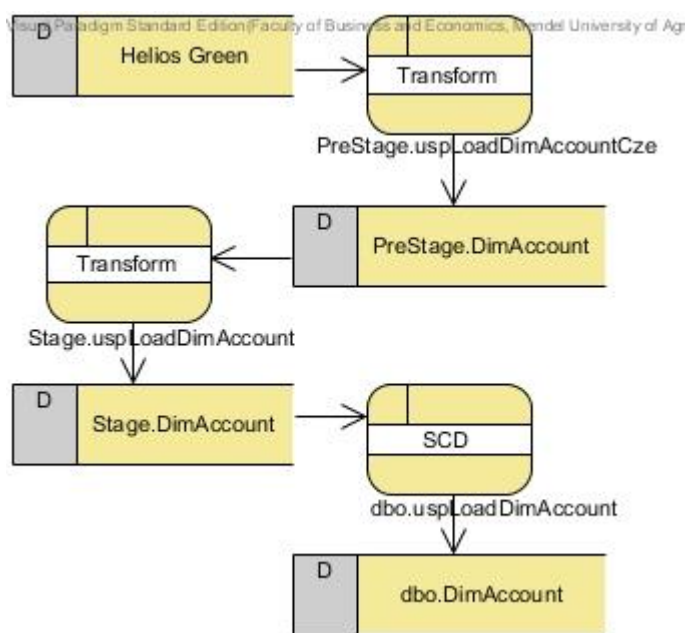 Visual Paradigm Standard Edition(Faculty of Business and Economics, Mendel University of Agr
D
Helios Green
Transform
PreStage.uspLoadDimAccountCze
D
PreStage.DimAccount
Transform
Stage.uspLoadDimAccount
D
Stage.DimAccount
SCD
dbo.uspLoadDimAccount
D
dbo.DimAccount